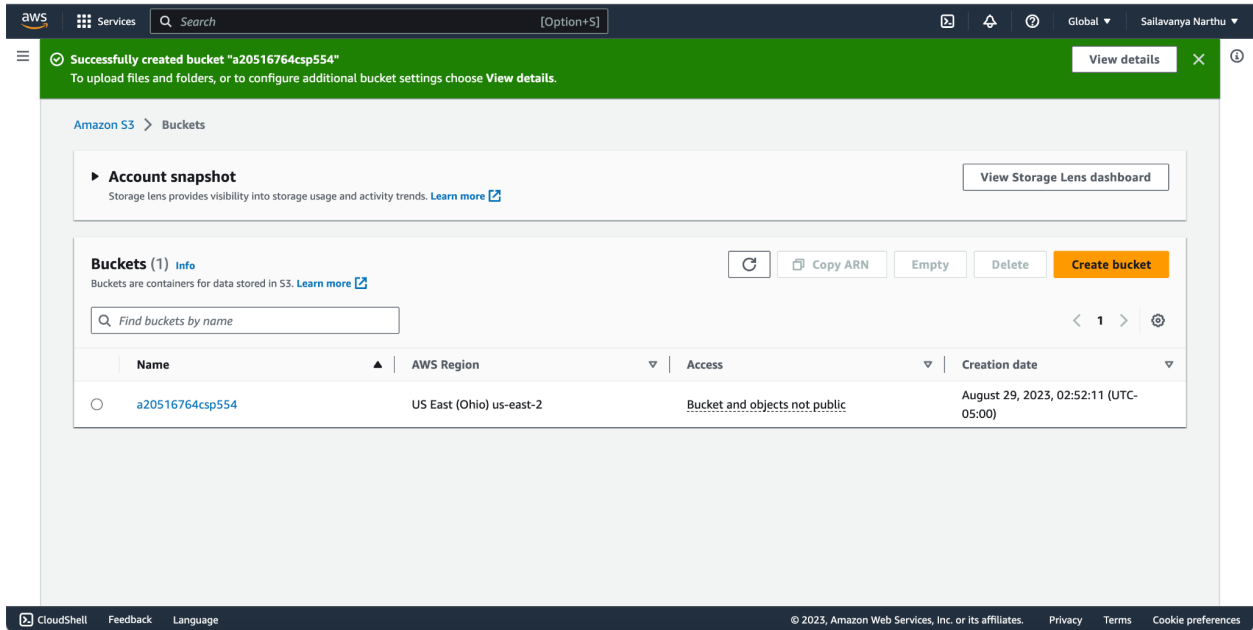 aws Services Search [Option+S] Global Sailavanya Narthu
Successfully created bucket "a20516764csp554" View details
To upload files and folders, or to configure additional bucket settings choose View details.
Amazon S3 Buckets
Account snapshot View Storage Lens dashboard
Storage lens provides visibility into storage usage and activity trends. Learn more
Buckets (1) Info Copy ARN Empty Delete Create bucket
Buckets are containers for data stored in S3. Learn more
Find buckets by name 1
Name AWS Region Access Creation date
a20516764csp554 US East (Ohio) us-east-2 Bucket and objects not public August 29, 2023, 02:52:11 (UTC-
05:00)
CloudShell Feedback Language © 2023, Amazon Web Services, Inc. or its affiliates. Privacy Terms Cookie preferences